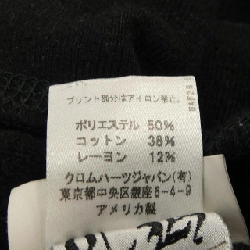 プリント部分はアイロン禁止。
ポリエステル 50%
コットン 38%
レーヨン 12%
クロムハーツジャパン(有)
東京都中央区銀座5-4-9
アメリカ製